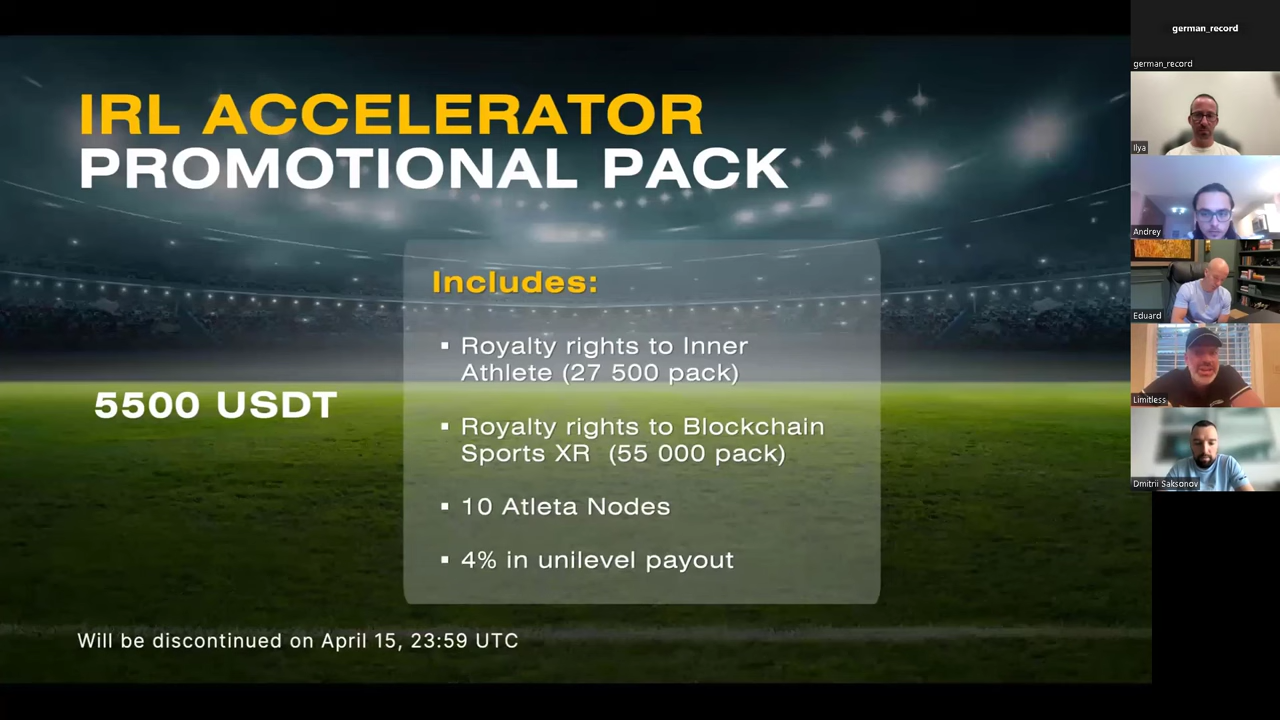 IRL ACCELERATOR
PROMOTIONAL PACK
Includes:
▪ Royalty rights to Inner
Athlete (27 500 pack)
▪ Royalty rights to Blockchain
Sports XR (55 000 pack)
▪ 10 Atleta Nodes
▪ 4% in unilevel payout
5500 USDT
Will be discontinued on April 15, 23:59 UTC
german_record
german_record
Ilya
Andrey
Eduard
Limitless
Dmitrii Saksonov